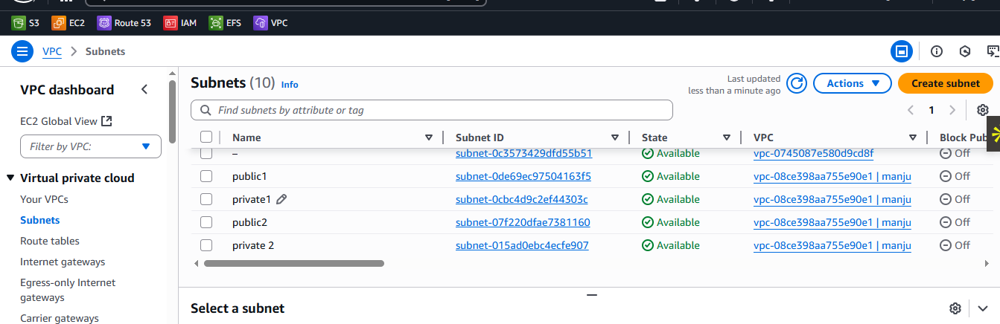 S3 EC2 Route 53 IAM EFS VPC
VPC > Subnets
VPC dashboard
EC2 Global View
Filter by VPC:
Virtual private cloud
Your VPCs
Subnets
Route tables
Internet gateways
Egress-only Internet
gateways
Carrier gateways
Subnets (10) Info
Last updated
less than a minute ago
Actions
Create subnet
Find subnets by attribute or tag
1
Name Subnet ID State VPC Block Pub
– subnet-0c3573429dfd55b51 Available vpc-0745087e580d9cd8f Off
public1 subnet-0de69ec97504163f5 Available vpc-08ce398aa755e90e1 | manju Off
private1 subnet-0cbc4d9c2ef44303c Available vpc-08ce398aa755e90e1 | manju Off
public2 subnet-07f220dfae7381160 Available vpc-08ce398aa755e90e1 | manju Off
private 2 subnet-015ad0ebc4ecfe907 Available vpc-08ce398aa755e90e1 | manju Off
Select a subnet